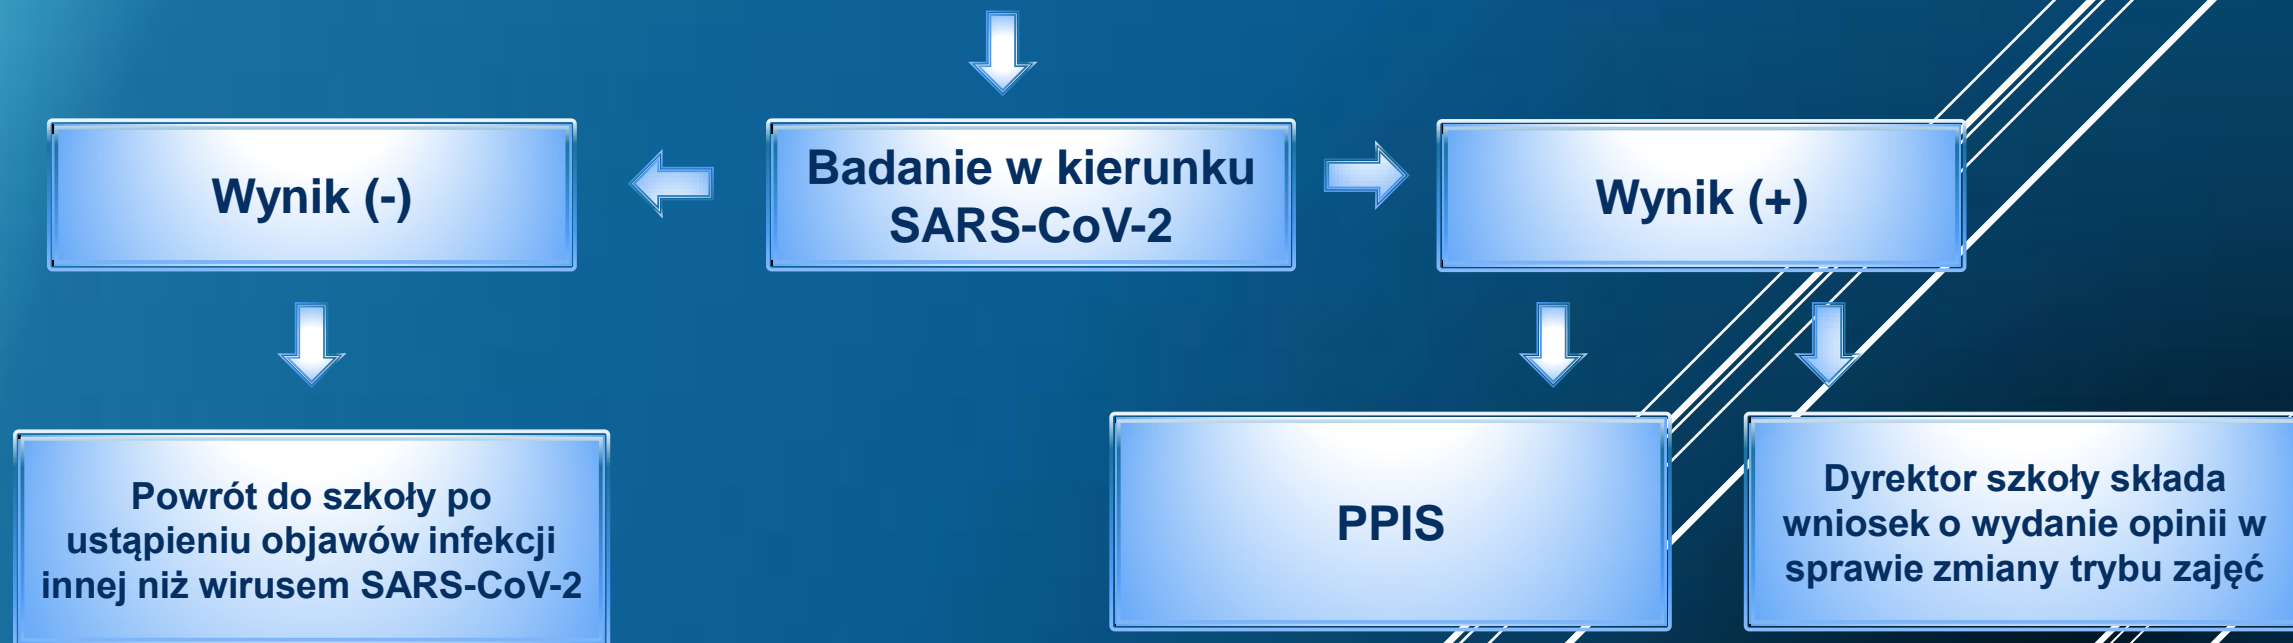 Wynik (-)
Badanie w kierunku
SARS-CoV-2
Wynik (+)
Powrót do szkoły po
ustąpieniu objawów infekcji
innej niż wirusem SARS-CoV-2
PPIS
Dyrektor szkoły składa
wniosek o wydanie opinii w
sprawie zmiany trybu zajęć